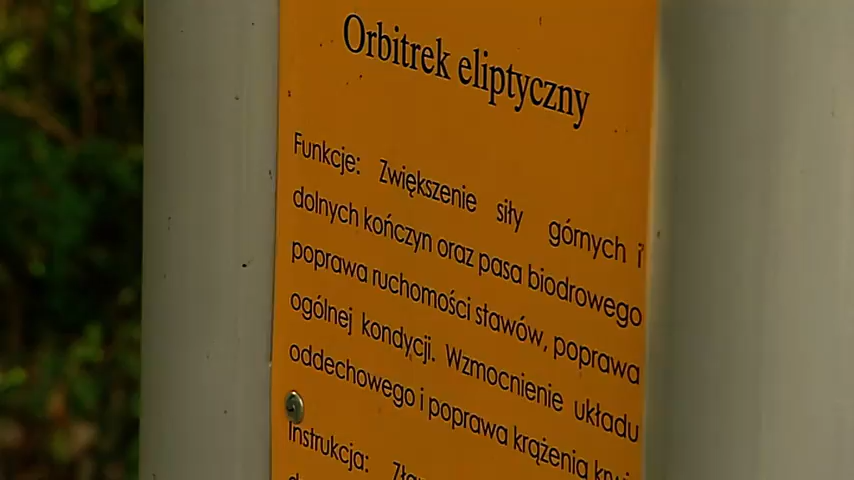 Orbitrek eliptyczny
Funkcje: Zwiększenie siły górnych i
dolnych kończyn oraz pasa biodrowego
poprawa ruchomości stawów, poprawa
ogólnej kondycji. Wzmocnienie układu
oddechowego i poprawa krążenia
Instrukcja: